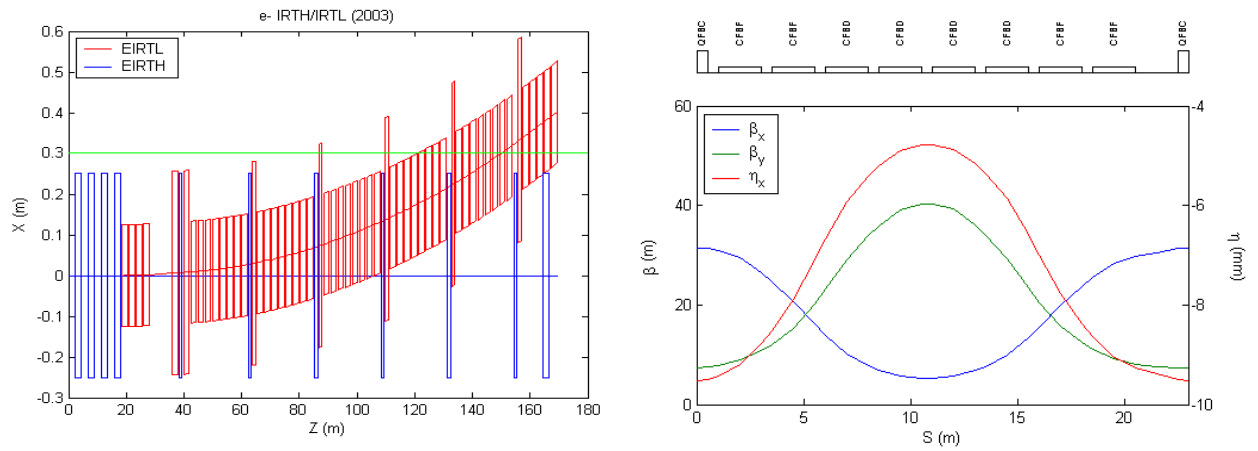 e- IRTH/IRTL (2003)
EIRTL
EIRTH
X (m)
0.6
0.5
0.4
0.3
0.2
0.1
0
-0.1
-0.2
-0.3
0 20 40 60 80 100 120 140 160 180
Z (m)
QFBC CFBF CFBF CFBD CFBD CFBD CFBD CFBF CFBF QFBC
βx
βy
ηx
β (m)
60
40
20
0
-4
-6
-8
-10
η (mm)
0 5 10 15 20
S (m)